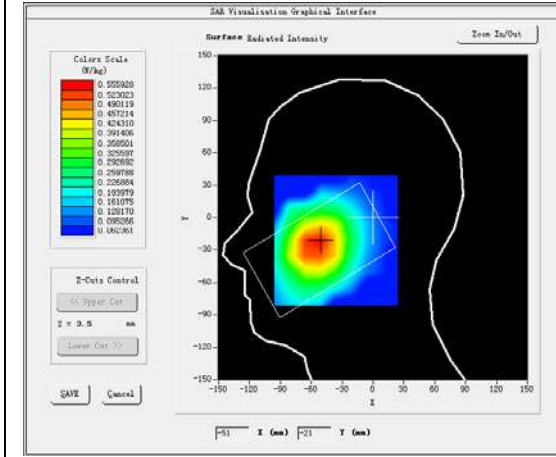 SAR Visualisation Graphical Interface
Surface Radiated Intensity
Zoom In/Out
Colors Scale
(W/kg)
0.555928
0.523023
0.490119
0.457214
0.424310
0.391406
0.358501
0.325597
0.292692
0.259788
0.226884
0.193979
0.161075
0.128170
0.095266
0.062361
Z-Cuts Control
<< Upper Cut
Z = 3.5 mm
Lower Cut >>
SAVE Cancel
150
120
90
60
30
Y 0
-30
-60
-90
-120
-150
-150 -120 -90 -60 -30 0 30 60 90 120 150
X
-51 X (mm) -21 Y (mm)